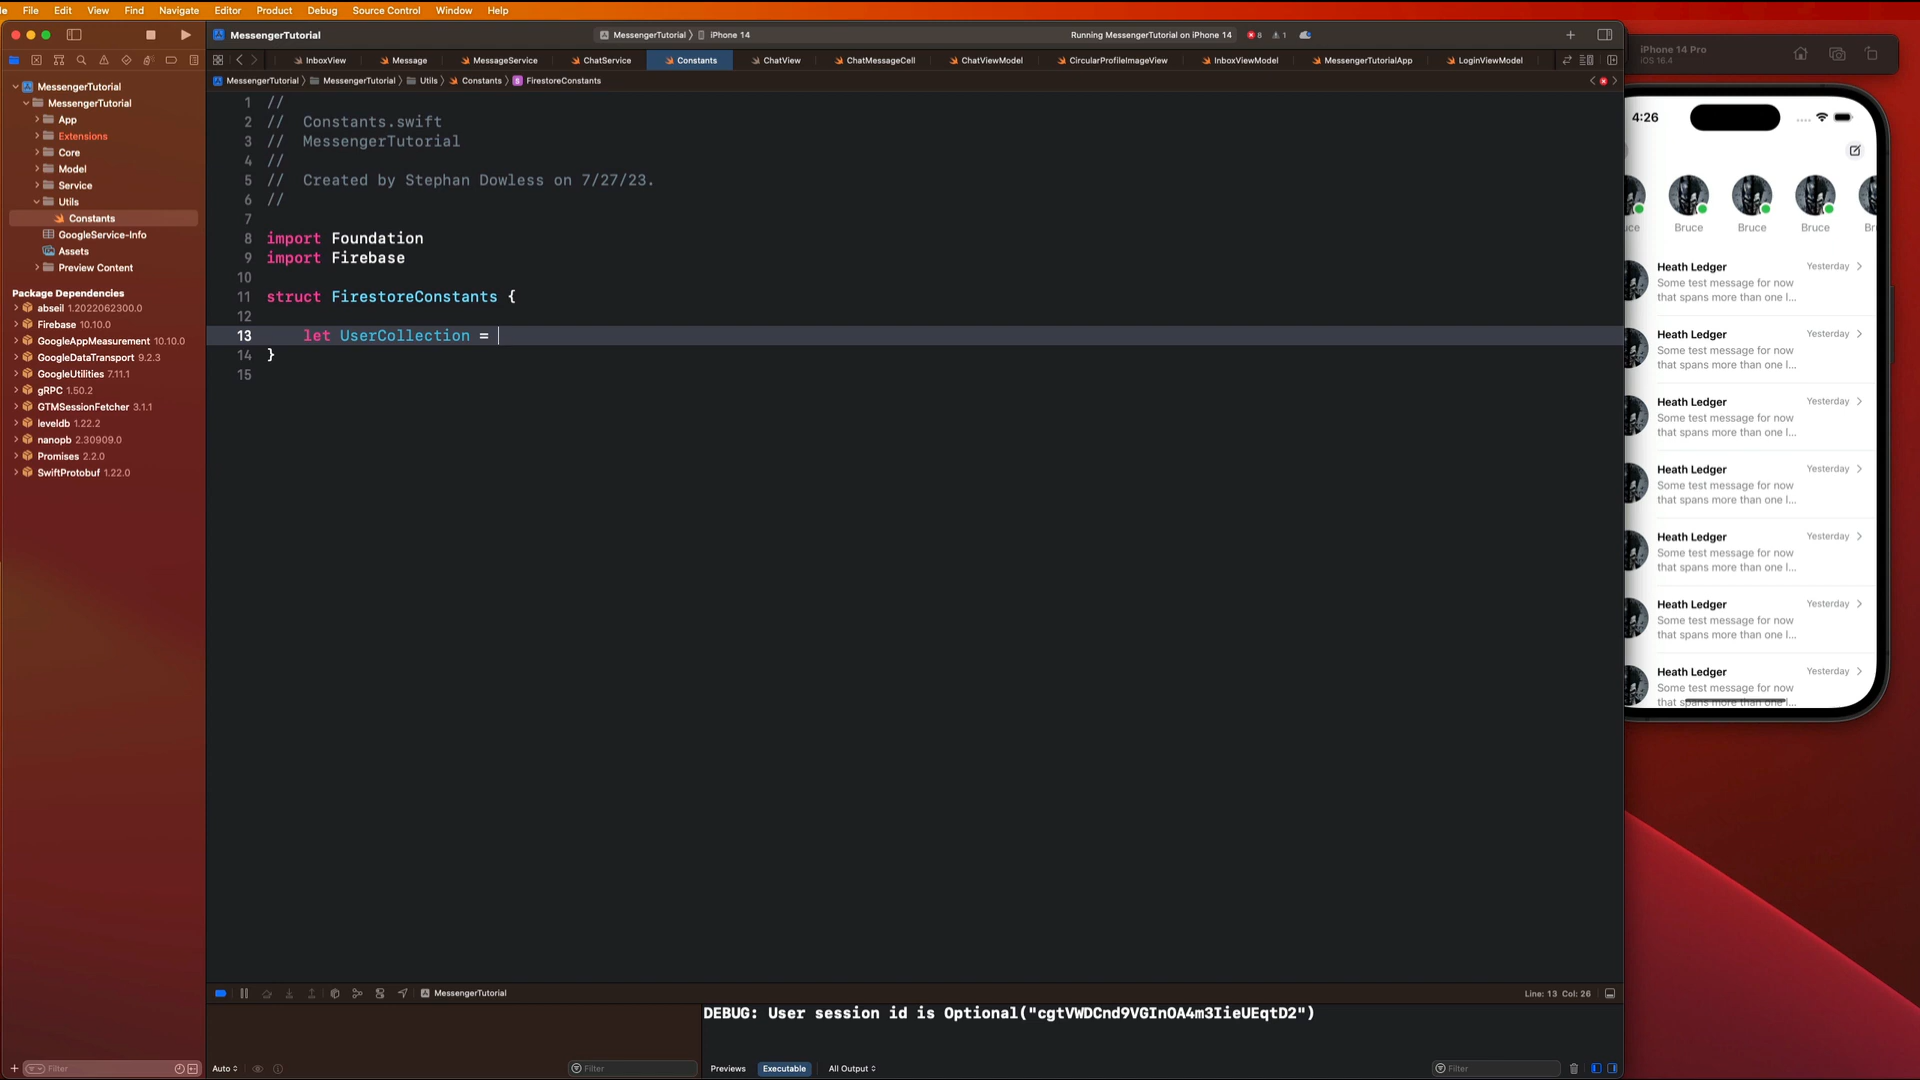 File Edit View Find Navigate Editor Product Debug Source Control Window Help
MessengerTutorial
MessengerTutorial iPhone 14
Running MessengerTutorial on iPhone 14 8 1
InboxView Message MessageService ChatService Constants ChatView ChatMessageCell ChatViewModel CircularProfileImageView InboxViewModel MessengerTutorialApp LoginViewModel
MessengerTutorial MessengerTutorial Utils Constants FirestoreConstants
MessengerTutorial
MessengerTutorial
App
Extensions
Core
Model
Service
Utils
Constants
GoogleService-Info
Assets
Preview Content
Package Dependencies
abseil 1.2022062300.0
Firebase 10.10.0
GoogleAppMeasurement 10.10.0
GoogleDataTransport 9.2.3
GoogleUtilities 7.11.1
gRPC 1.50.2
GTMSessionFetcher 3.1.1
leveldb 1.22.2
nanopb 2.30909.0
Promises 2.2.0
SwiftProtobuf 1.22.0
Filter
1 //
2 // Constants.swift
3 // MessengerTutorial
4 //
5 // Created by Stephan Dowless on 7/27/23.
6 //
7
8 import Foundation
9 import Firebase
10
11 struct FirestoreConstants {
12
13 let UserCollection =
14 }
15
MessengerTutorial
Line: 13 Col: 26
DEBUG: User session id is Optional("cgtVWDCnd9VGInOA4m3IieUEqtD2")
Auto
Filter
Previews Executable All Output
Filter
iPhone 14 Pro
iOS 16.4
4:26
uce Bruce Bruce Bruce Br
Heath Ledger Yesterday
Some test message for now
that spans more than one l...
Heath Ledger Yesterday
Some test message for now
that spans more than one l...
Heath Ledger Yesterday
Some test message for now
that spans more than one l...
Heath Ledger Yesterday
Some test message for now
that spans more than one l...
Heath Ledger Yesterday
Some test message for now
that spans more than one l...
Heath Ledger Yesterday
Some test message for now
that spans more than one l...
Heath Ledger Yesterday
Some test message for now
that spans more than one l...